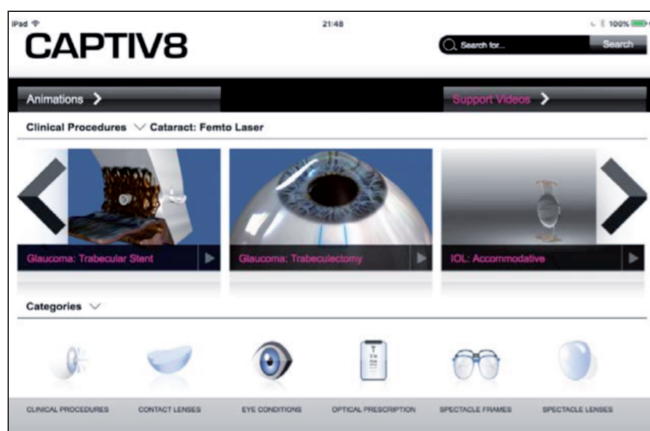 iPad 21:48 100%
CAPTIV8
Search for... Search
Animations Support Videos
Clinical Procedures Cataract: Femto Laser
Glaucoma: Trabecular Stent Glaucoma: Trabeculectomy IOL: Accommodative
Categories
CLINICAL PROCEDURES CONTACT LENSES EYE CONDITIONS OPTICAL PRESCRIPTION SPECTACLE FRAMES SPECTACLE LENSES